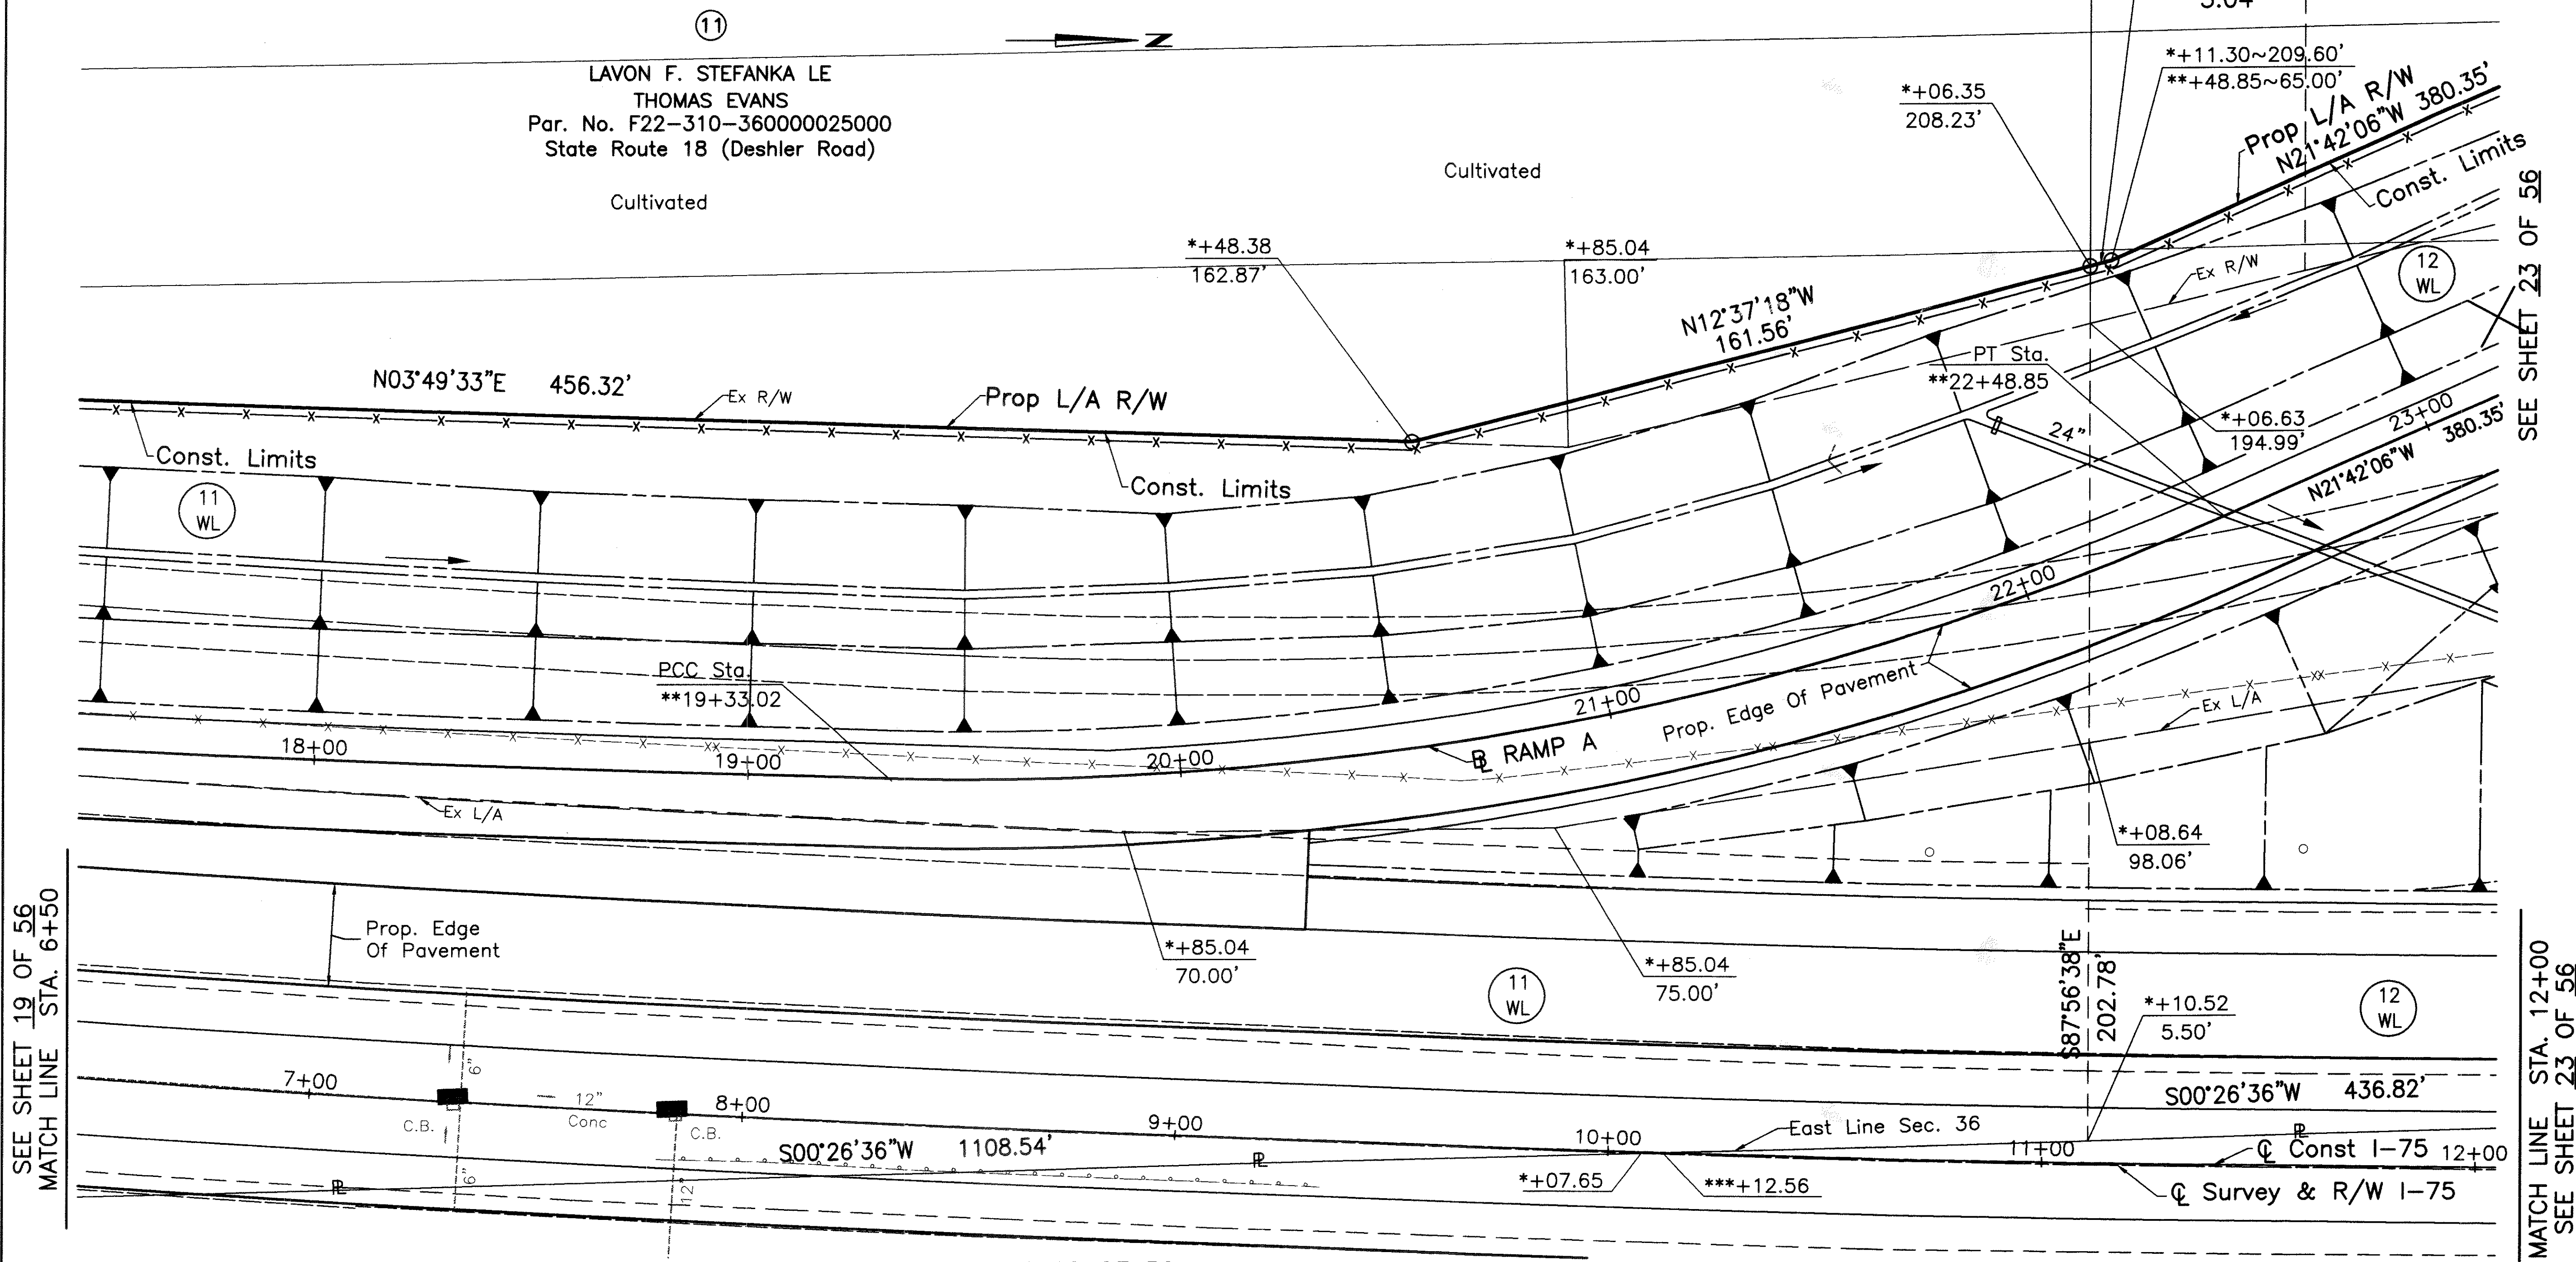 11
N
LAVON F. STEFANKA LE
THOMAS EVANS
Par. No. F22-310-360000025000
State Route 18 (Deshler Road)
Cultivated
Cultivated
*+11.30~209.60'
**+48.85~65.00'
*+06.35
208.23'
Prop L/A R/W
N21°42'06"W 380.35'
Const. Limits
SEE SHEET 23 OF 56
*+48.38
162.87'
*+85.04
163.00'
N12°37'18"W
161.56'
Ex R/W
12
WL
PT Sta.
**22+48.85
N03°49'33"E 456.32'
Ex R/W
Prop L/A R/W
*+06.63
194.99'
24"
23+00
N21°42'06"W 380.35'
Const. Limits
Const. Limits
11
WL
22+00
PCC Sta.
**19+33.02
21+00
Prop. Edge Of Pavement
Ex L/A
18+00
19+00
20+00
BL RAMP A
Ex L/A
*+08.64
98.06'
SEE SHEET 19 OF 56
MATCH LINE STA. 6+50
Prop. Edge
Of Pavement
*+85.04
70.00'
*+85.04
75.00'
11
WL
S87°56'38"E
202.78'
*+10.52
5.50'
12
WL
MATCH LINE STA. 12+00
SEE SHEET 23 OF 56
S00°26'36"W 436.82'
7+00
6"
12"
Conc
C.B.
8+00
C.B.
9+00
10+00
East Line Sec. 36
11+00
PL
CL Const I-75
12+00
S00°26'36"W 1108.54'
PL
PL
6"
12"
*+07.65
***+12.56
CL Survey & R/W I-75